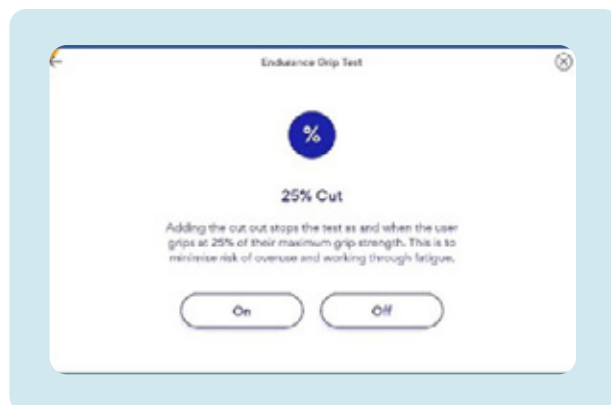 Endurance Grip Test
%
25% Cut
Adding the cut out stops the test as and when the user
grips at 25% of their maximum grip strength. This is to
minimise risk of overuse and working through fatigue.
On
Off